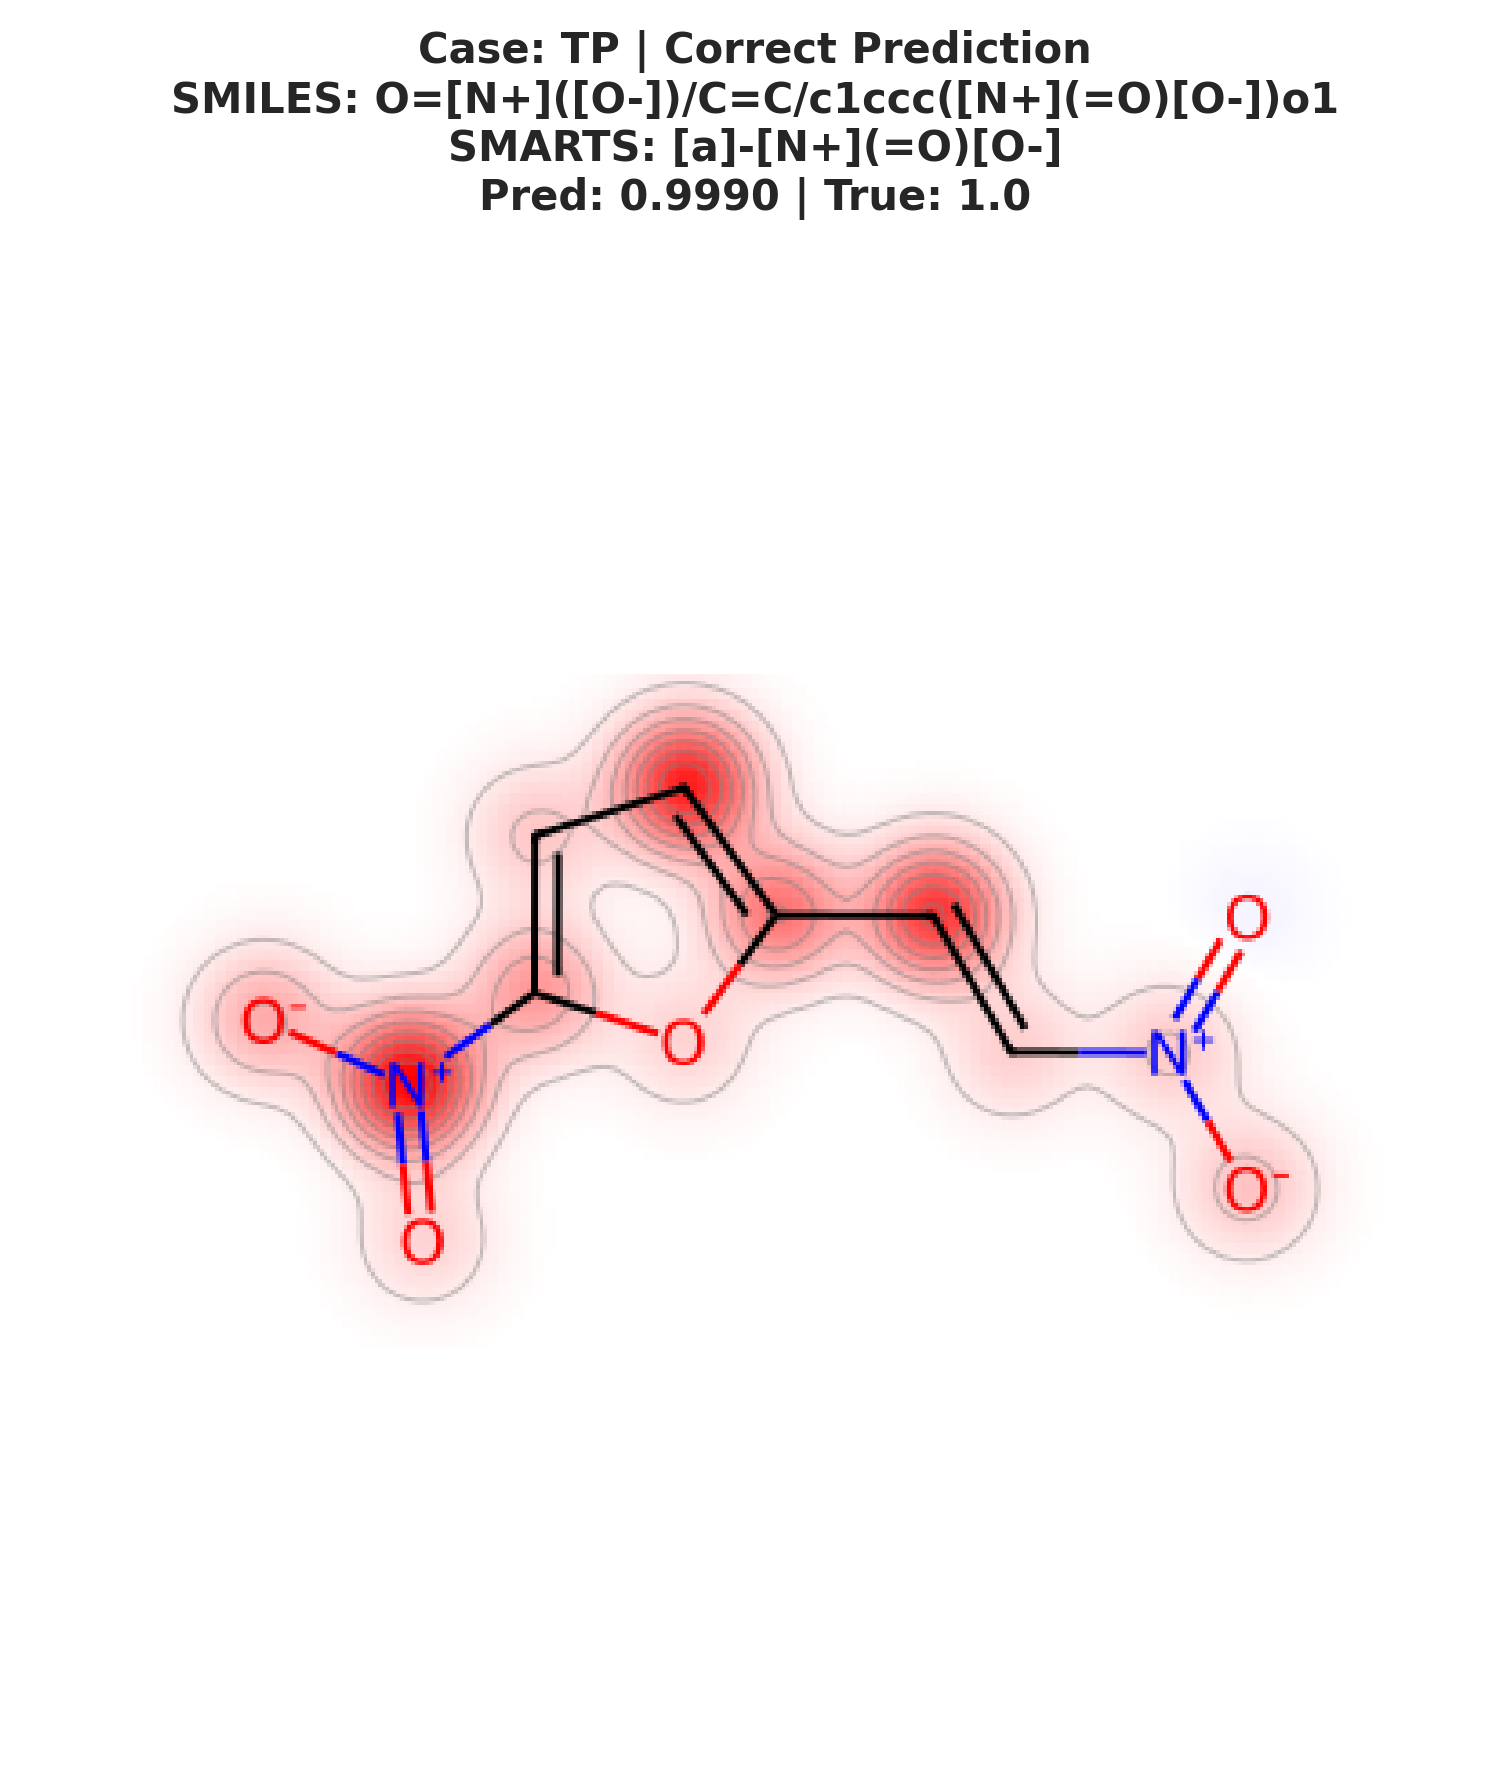 Case: TP | Correct Prediction
SMILES: O=[N+]([O-])/C=C/c1ccc([N+](=O)[O-])o1
SMARTS: [a]-[N+](=O)[O-]
Pred: 0.9990 | True: 1.0
O
O⁻
N⁺
O
N⁺
O⁻
O